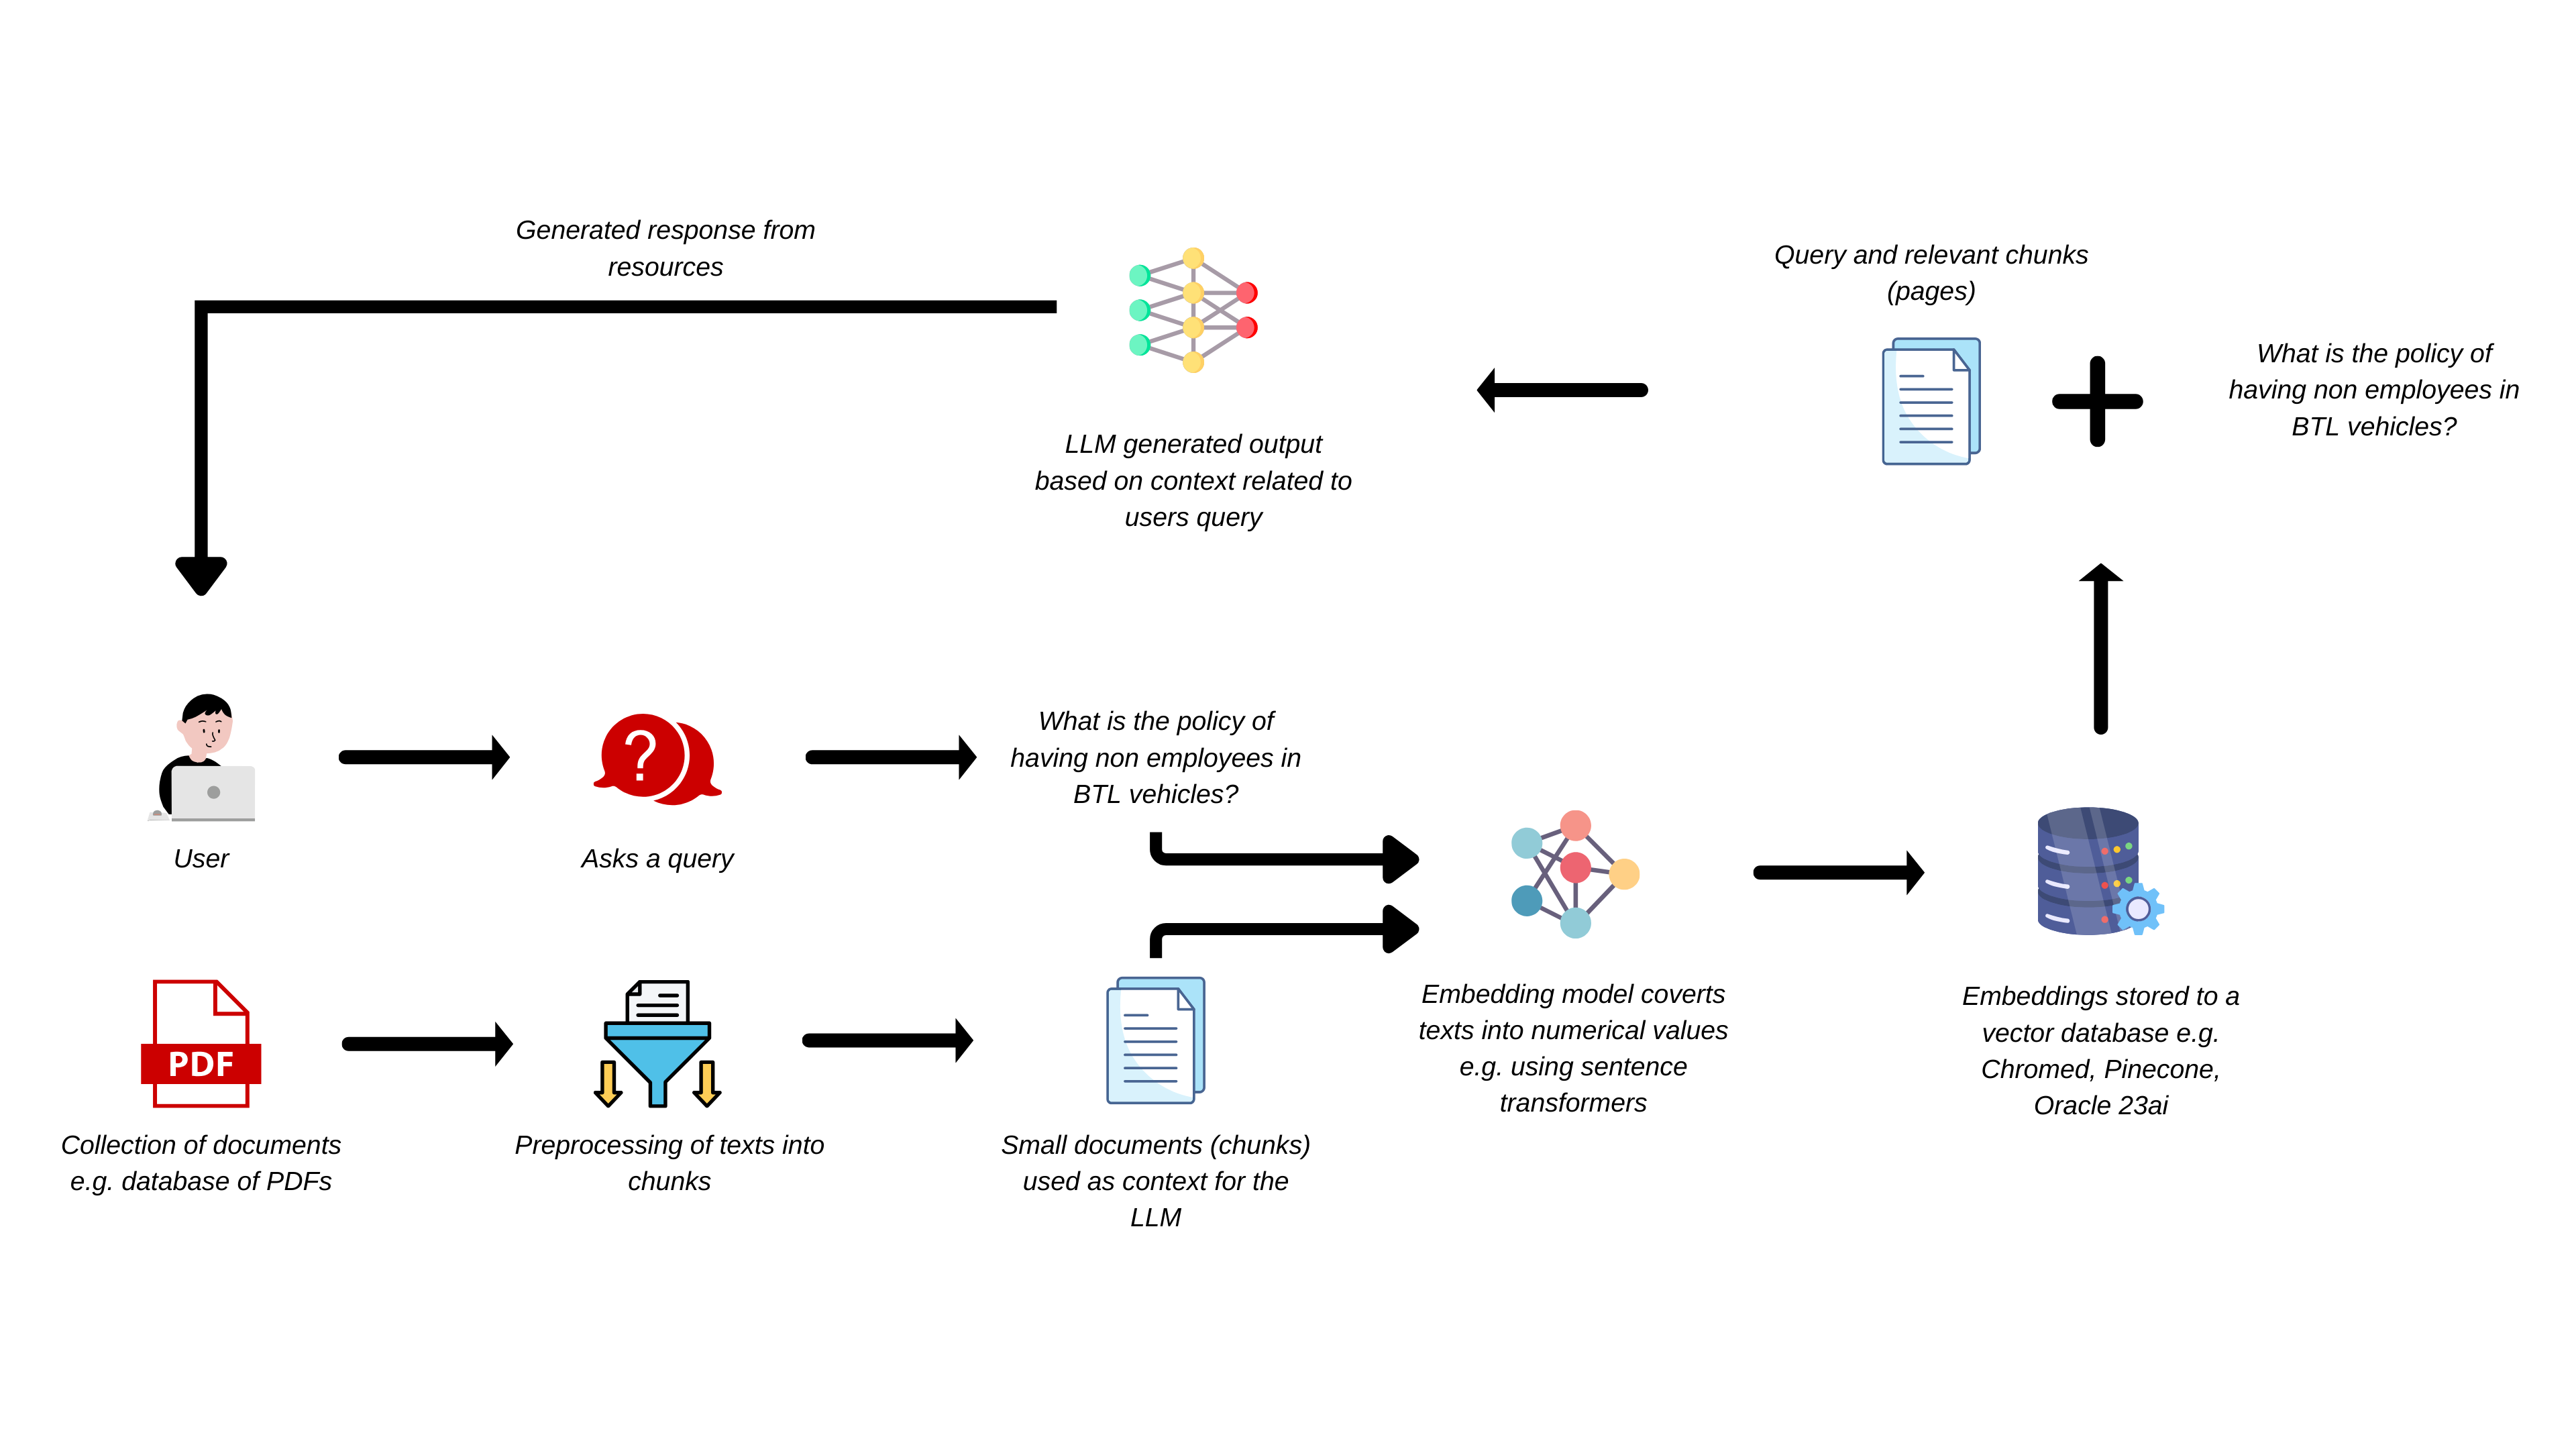 Generated response from
resources
Query and relevant chunks
(pages)
What is the policy of
having non employees in
BTL vehicles?
LLM generated output
based on context related to
users query
What is the policy of
having non employees in
BTL vehicles?
?
User
Asks a query
PDF
Collection of documents
e.g. database of PDFs
Preprocessing of texts into
chunks
Small documents (chunks)
used as context for the
LLM
Embedding model coverts
texts into numerical values
e.g. using sentence
transformers
Embeddings stored to a
vector database e.g.
Chromed, Pinecone,
Oracle 23ai